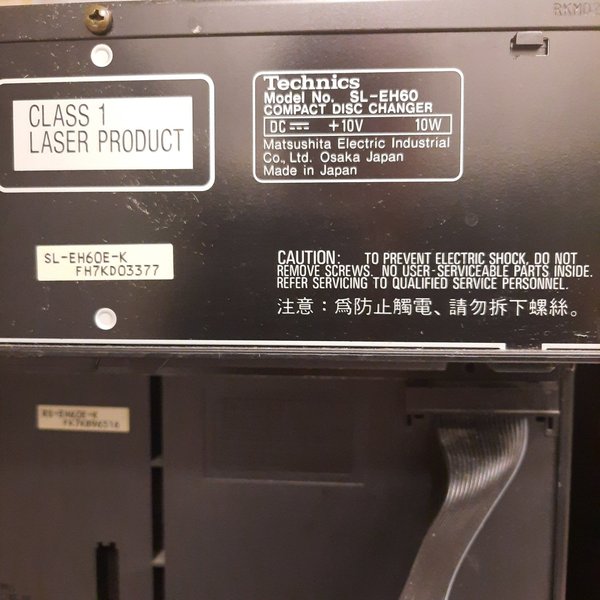 RKM02
Technics
Model No. SL-EH60
COMPACT DISC CHANGER
DC +10V 10W
Matsushita Electric Industrial
Co., Ltd. Osaka Japan
Made in Japan
CLASS 1
LASER PRODUCT
SL-EH60E-K
FH7KD03377
CAUTION: TO PREVENT ELECTRIC SHOCK, DO NOT
REMOVE SCREWS. NO USER-SERVICEABLE PARTS INSIDE.
REFER SERVICING TO QUALIFIED SERVICE PERSONNEL.
注意：爲防止觸電、請勿拆下螺絲。
RS-EH60E-K